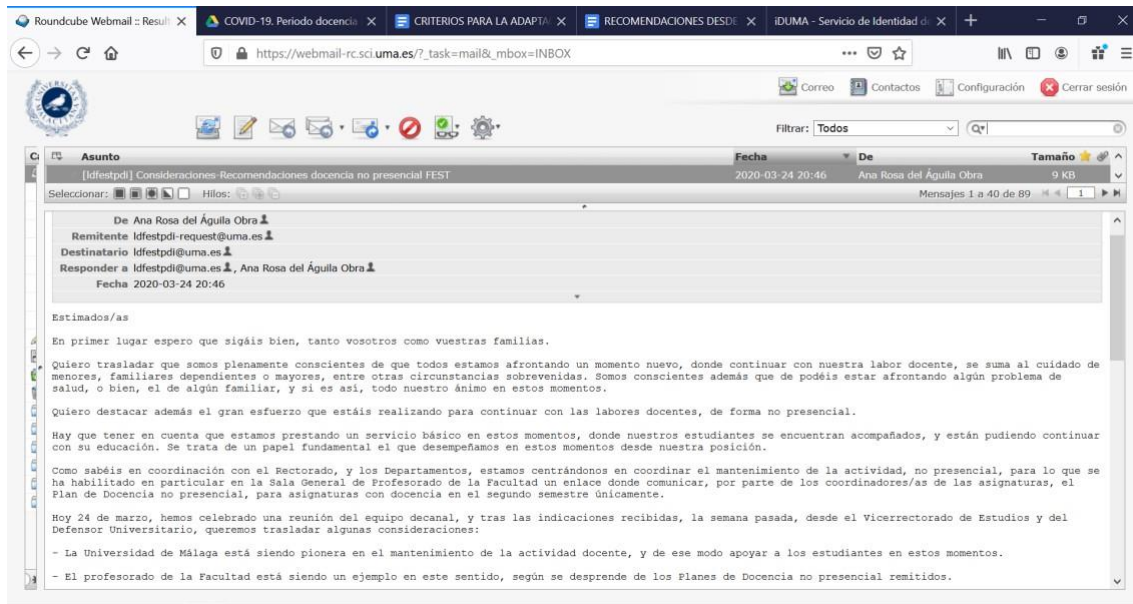 Roundcube Webmail :: Result
COVID-19. Periodo docencia
CRITERIOS PARA LA ADAPTA
RECOMENDACIONES DESDE
iDUMA - Servicio de Identidad d
https://webmail-rc.sci.uma.es/?_task=mail&_mbox=INBOX
Correo Contactos Configuración Cerrar sesión
Filtrar: Todos
Asunto Fecha De Tamaño
[ldfestpdi] Consideraciones-Recomendaciones docencia no presencial FEST 2020-03-24 20:46 Ana Rosa del Águila Obra 9 KB
Seleccionar: Hilos: Mensajes 1 a 40 de 89 1
De Ana Rosa del Águila Obra
Remitente ldfestpdi-request@uma.es
Destinatario ldfestpdi@uma.es
Responder a ldfestpdi@uma.es, Ana Rosa del Águila Obra
Fecha 2020-03-24 20:46
Estimados/as
En primer lugar espero que sigáis bien, tanto vosotros como vuestras familias.
Quiero trasladar que somos plenamente conscientes de que todos estamos afrontando un momento nuevo, donde continuar con nuestra labor docente, se suma al cuidado de
menores, familiares dependientes o mayores, entre otras circunstancias sobrevenidas. Somos conscientes además que de podéis estar afrontando algún problema de
salud, o bien, el de algún familiar, y si es así, todo nuestro ánimo en estos momentos.
Quiero destacar además el gran esfuerzo que estáis realizando para continuar con las labores docentes, de forma no presencial.
Hay que tener en cuenta que estamos prestando un servicio básico en estos momentos, donde nuestros estudiantes se encuentran acompañados, y están pudiendo continuar
con su educación. Se trata de un papel fundamental el que desempeñamos en estos momentos desde nuestra posición.
Como sabéis en coordinación con el Rectorado, y los Departamentos, estamos centrándonos en coordinar el mantenimiento de la actividad, no presencial, para lo que se
ha habilitado en particular en la Sala General de Profesorado de la Facultad un enlace donde comunicar, por parte de los coordinadores/as de las asignaturas, el
Plan de Docencia no presencial, para asignaturas con docencia en el segundo semestre únicamente.
Hoy 24 de marzo, hemos celebrado una reunión del equipo decanal, y tras las indicaciones recibidas, la semana pasada, desde el Vicerrectorado de Estudios y del
Defensor Universitario, queremos trasladar algunas consideraciones:
- La Universidad de Málaga está siendo pionera en el mantenimiento de la actividad docente, y de ese modo apoyar a los estudiantes en estos momentos.
- El profesorado de la Facultad está siendo un ejemplo en este sentido, según se desprende de los Planes de Docencia no presencial remitidos.